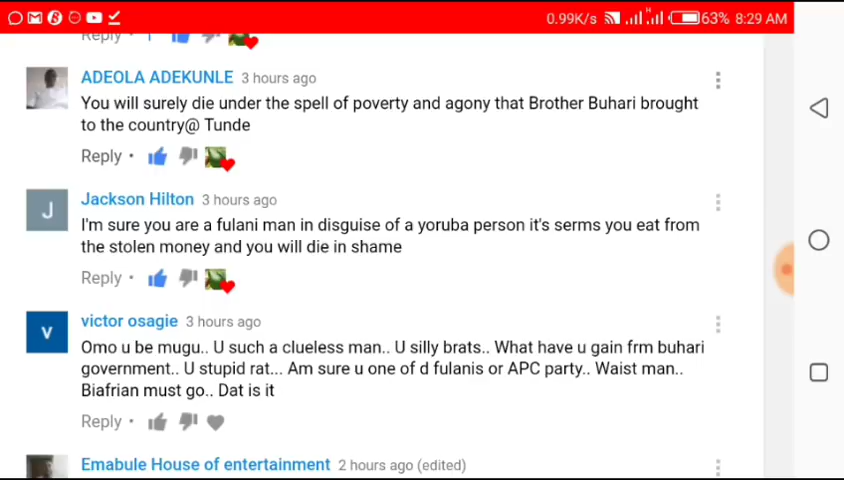 0.99K/s 63% 8:29 AM
Reply
ADEOLA ADEKUNLE 3 hours ago
You will surely die under the spell of poverty and agony that Brother Buhari brought
to the country@ Tunde
Reply •
J
Jackson Hilton 3 hours ago
I'm sure you are a fulani man in disguise of a yoruba person it's serms you eat from
the stolen money and you will die in shame
Reply •
v
victor osagie 3 hours ago
Omo u be mugu.. U such a clueless man.. U silly brats.. What have u gain frm buhari
government.. U stupid rat... Am sure u one of d fulanis or APC party.. Waist man..
Biafrian must go.. Dat is it
Reply •
Emabule House of entertainment 2 hours ago (edited)